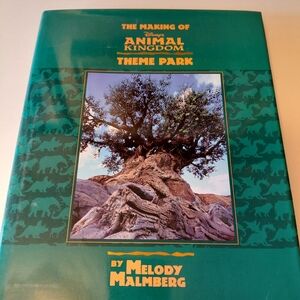 THE MAKING OF
Disney's
ANIMAL
KINGDOM
THEME PARK
BY MELODY
MALMBERG